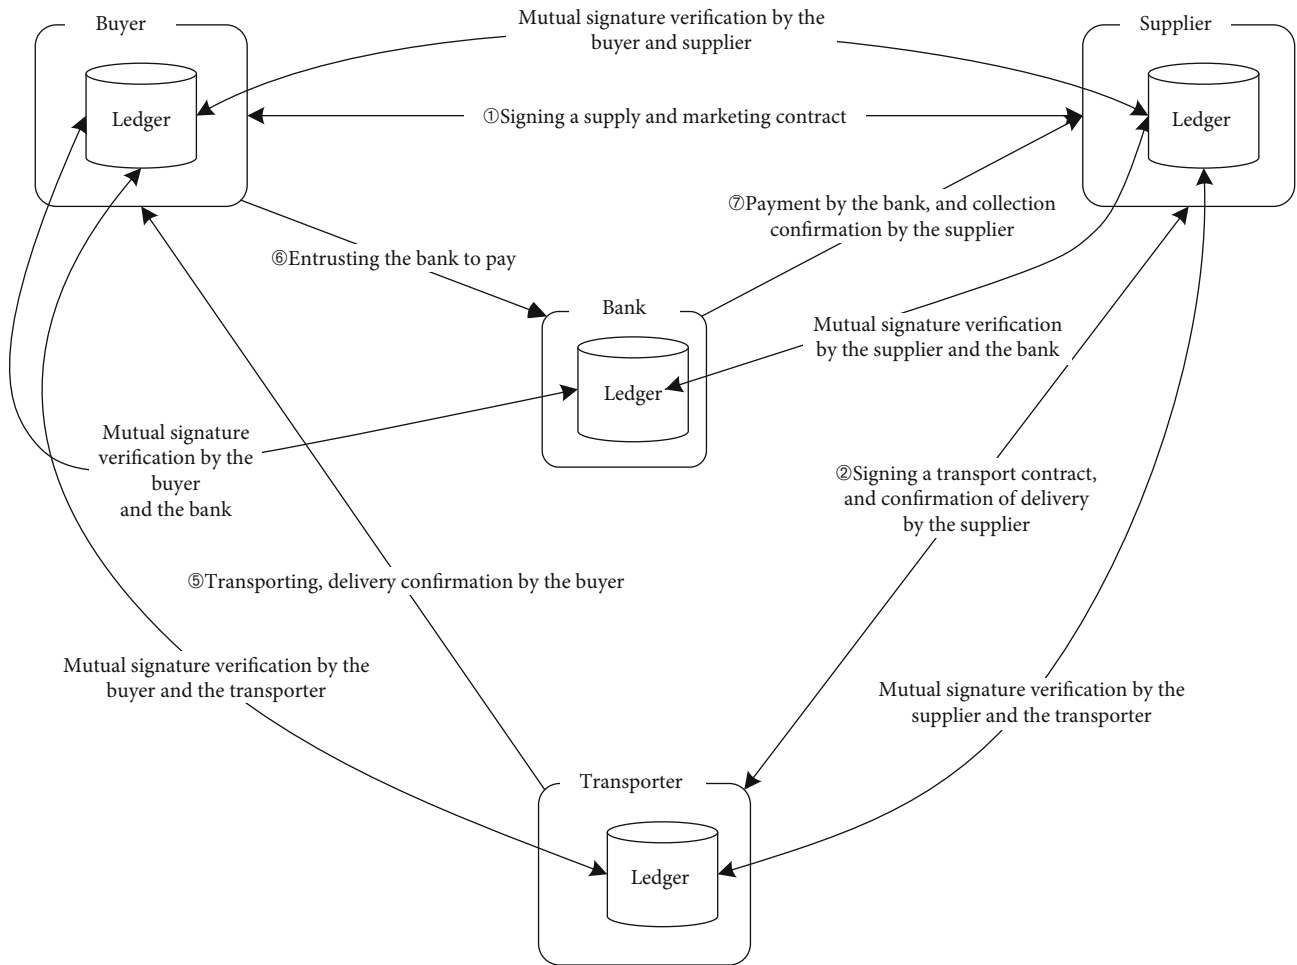 Buyer
Mutual signature verification by the
buyer and supplier
Supplier
Ledger
①Signing a supply and marketing contract
Ledger
⑦Payment by the bank, and collection
confirmation by the supplier
⑥Entrusting the bank to pay
Bank
Mutual signature verification
by the supplier and the bank
Ledger
Mutual signature
verification by the
buyer
and the bank
②Signing a transport contract,
and confirmation of delivery
by the supplier
⑤Transporting, delivery confirmation by the buyer
Mutual signature verification by the
buyer and the transporter
Mutual signature verification by the
supplier and the transporter
Transporter
Ledger